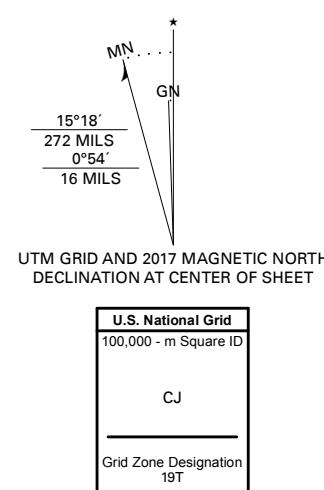 ★
MN
GN
15°18´
272 MILS
0°54´
16 MILS
UTM GRID AND 2017 MAGNETIC NORTH
DECLINATION AT CENTER OF SHEET
U.S. National Grid
100,000 - m Square ID
CJ
Grid Zone Designation
19T